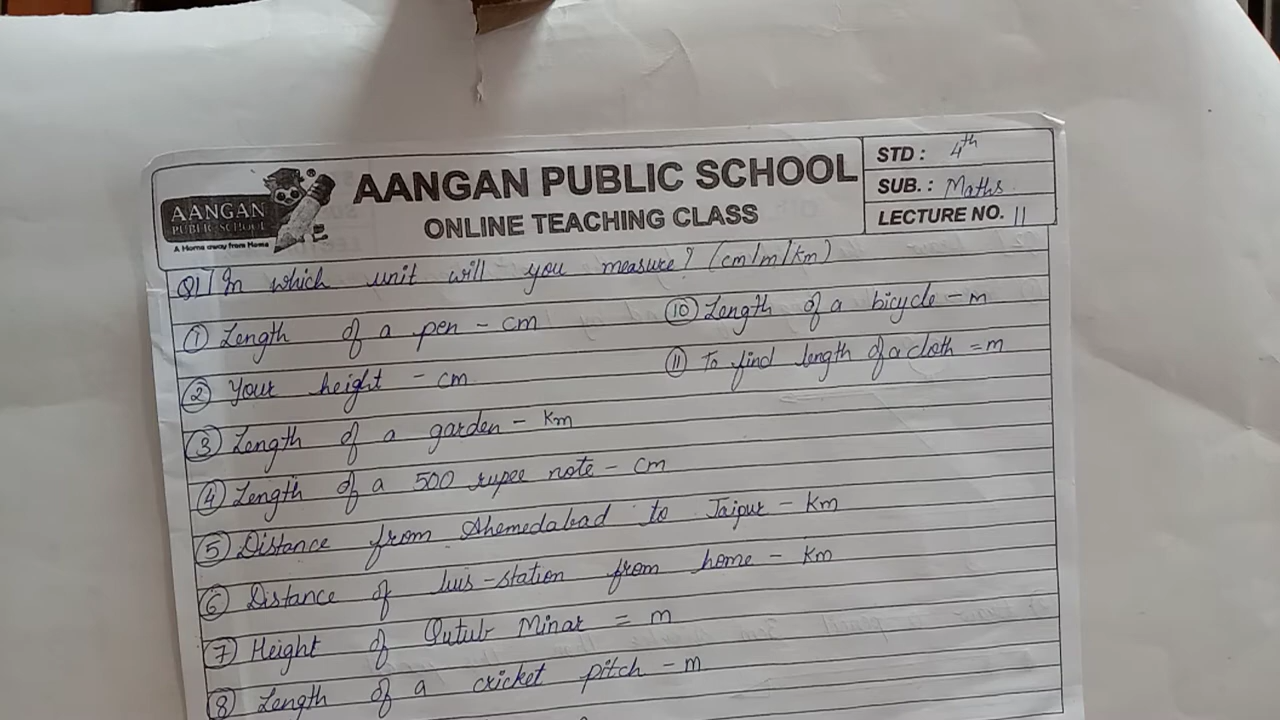 AANGAN
PUBLIC SCHOOL
A Home away from Home
AANGAN PUBLIC SCHOOL
ONLINE TEACHING CLASS
STD : 4th
SUB. : Maths
LECTURE NO. 11
Q1] In which unit will you measure? (cm/m/km)
① Length of a pen - cm
② Your height - cm
③ Length of a garden - km
④ Length of a 500 rupee note - cm
⑤ Distance from Ahemedabad to Jaipur - km
⑥ Distance of bus-station from home - km
⑦ Height of Qutub Minar = m
⑧ Length of a cricket pitch - m
⑩ Length of a bicycle - m
⑪ To find length of a cloth = m